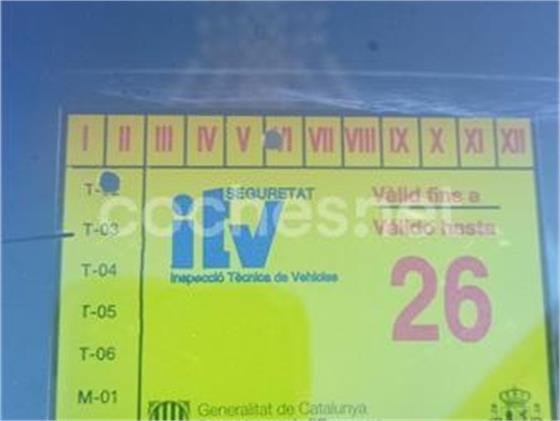 I II III IV V VI VII VIII IX X XI XII
SEGURETAT
itv
Inspecció Tècnica de Vehicles
Vàlid fins a
Válido hasta
26
T-03
T-04
T-05
T-06
M-01
Generalitat de Catalunya
coches.net